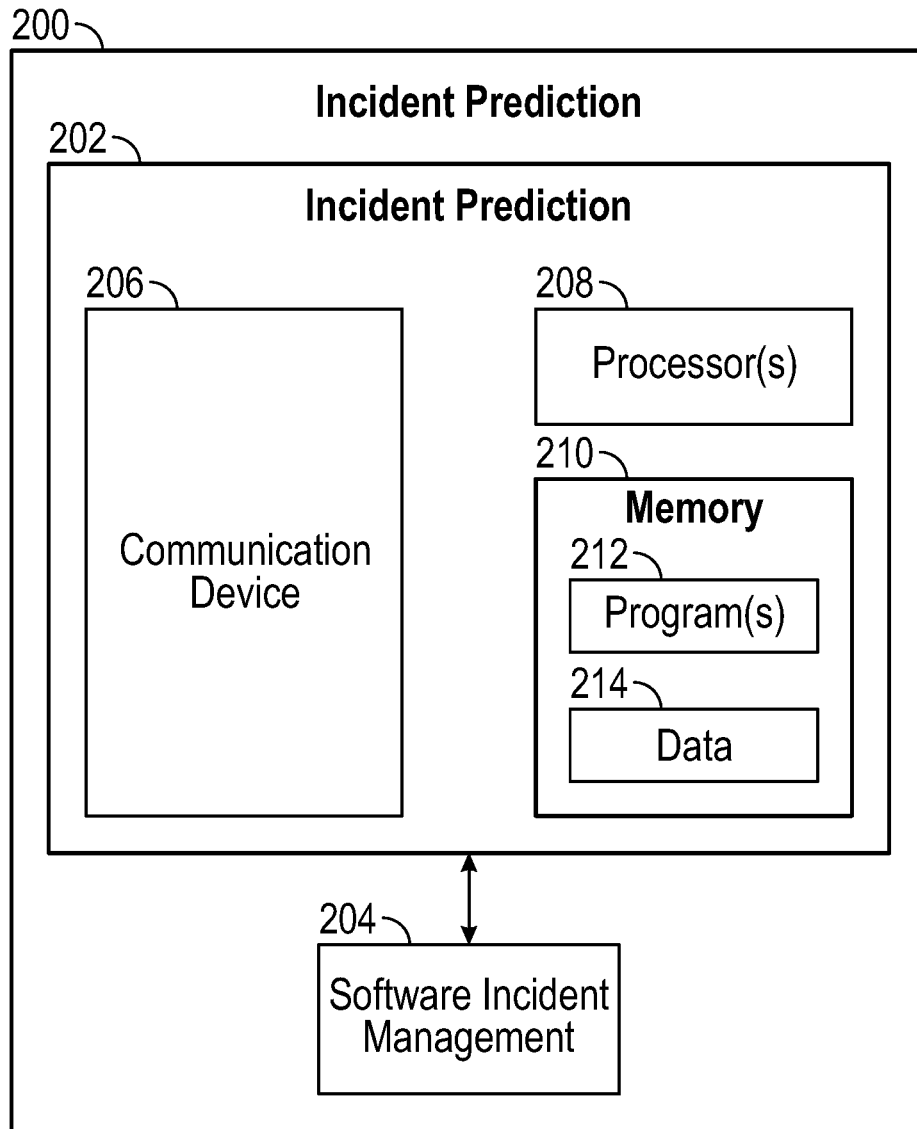 200
Incident Prediction
202
Incident Prediction
206
Communication
Device
208
Processor(s)
210
Memory
212
Program(s)
214
Data
204
Software Incident
Management